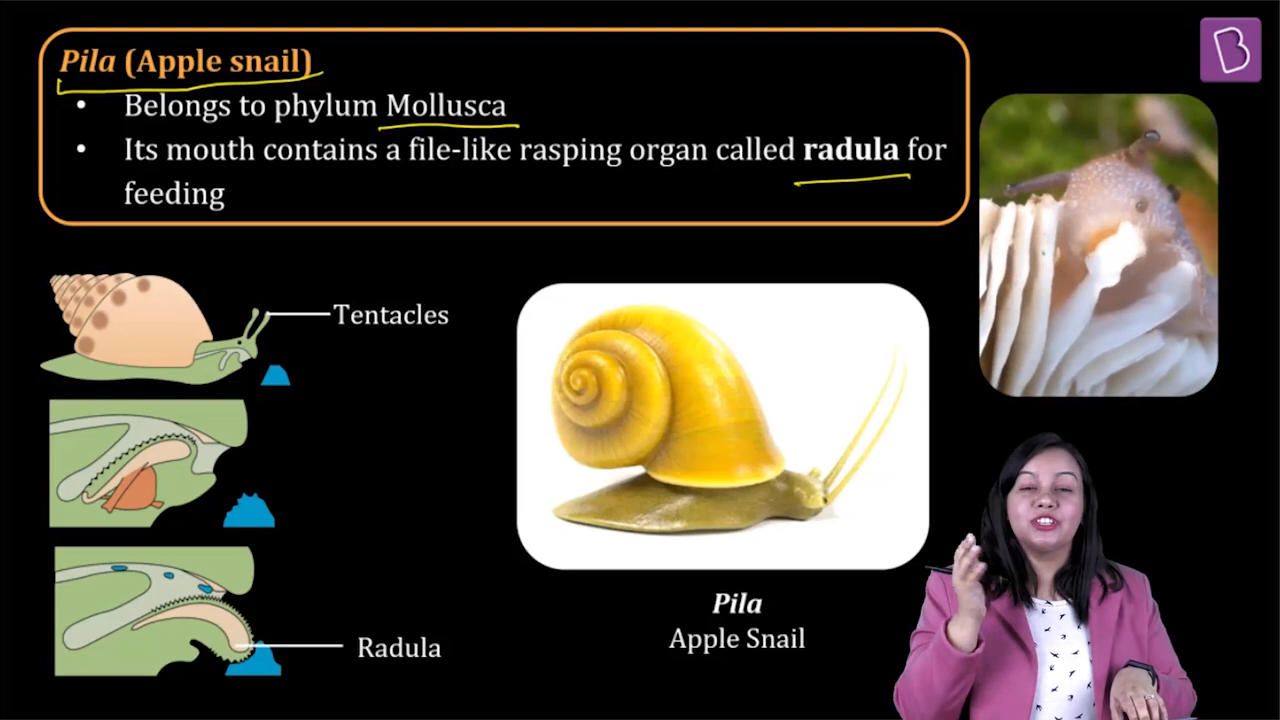 Pila (Apple snail)
• Belongs to phylum Mollusca
• Its mouth contains a file-like rasping organ called radula for
feeding
Tentacles
Radula
Pila
Apple Snail
B